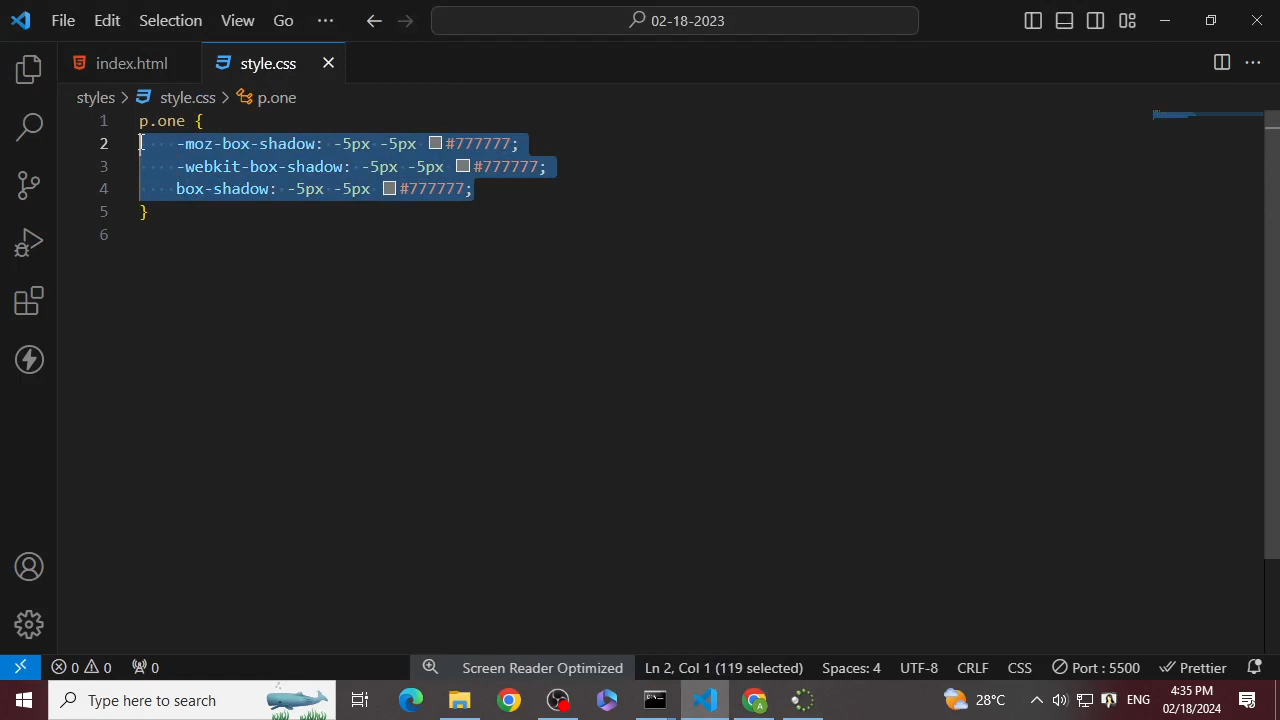 File Edit Selection View Go ··· 02-18-2023
index.html style.css
styles > style.css > p.one
1 p.one {
2 -moz-box-shadow: -5px -5px #777777;
3 -webkit-box-shadow: -5px -5px #777777;
4 box-shadow: -5px -5px #777777;
5 }
6
0 0 0 Screen Reader Optimized Ln 2, Col 1 (119 selected) Spaces: 4 UTF-8 CRLF CSS Port : 5500 Prettier
Type here to search 28°C ENG 4:35 PM
02/18/2024